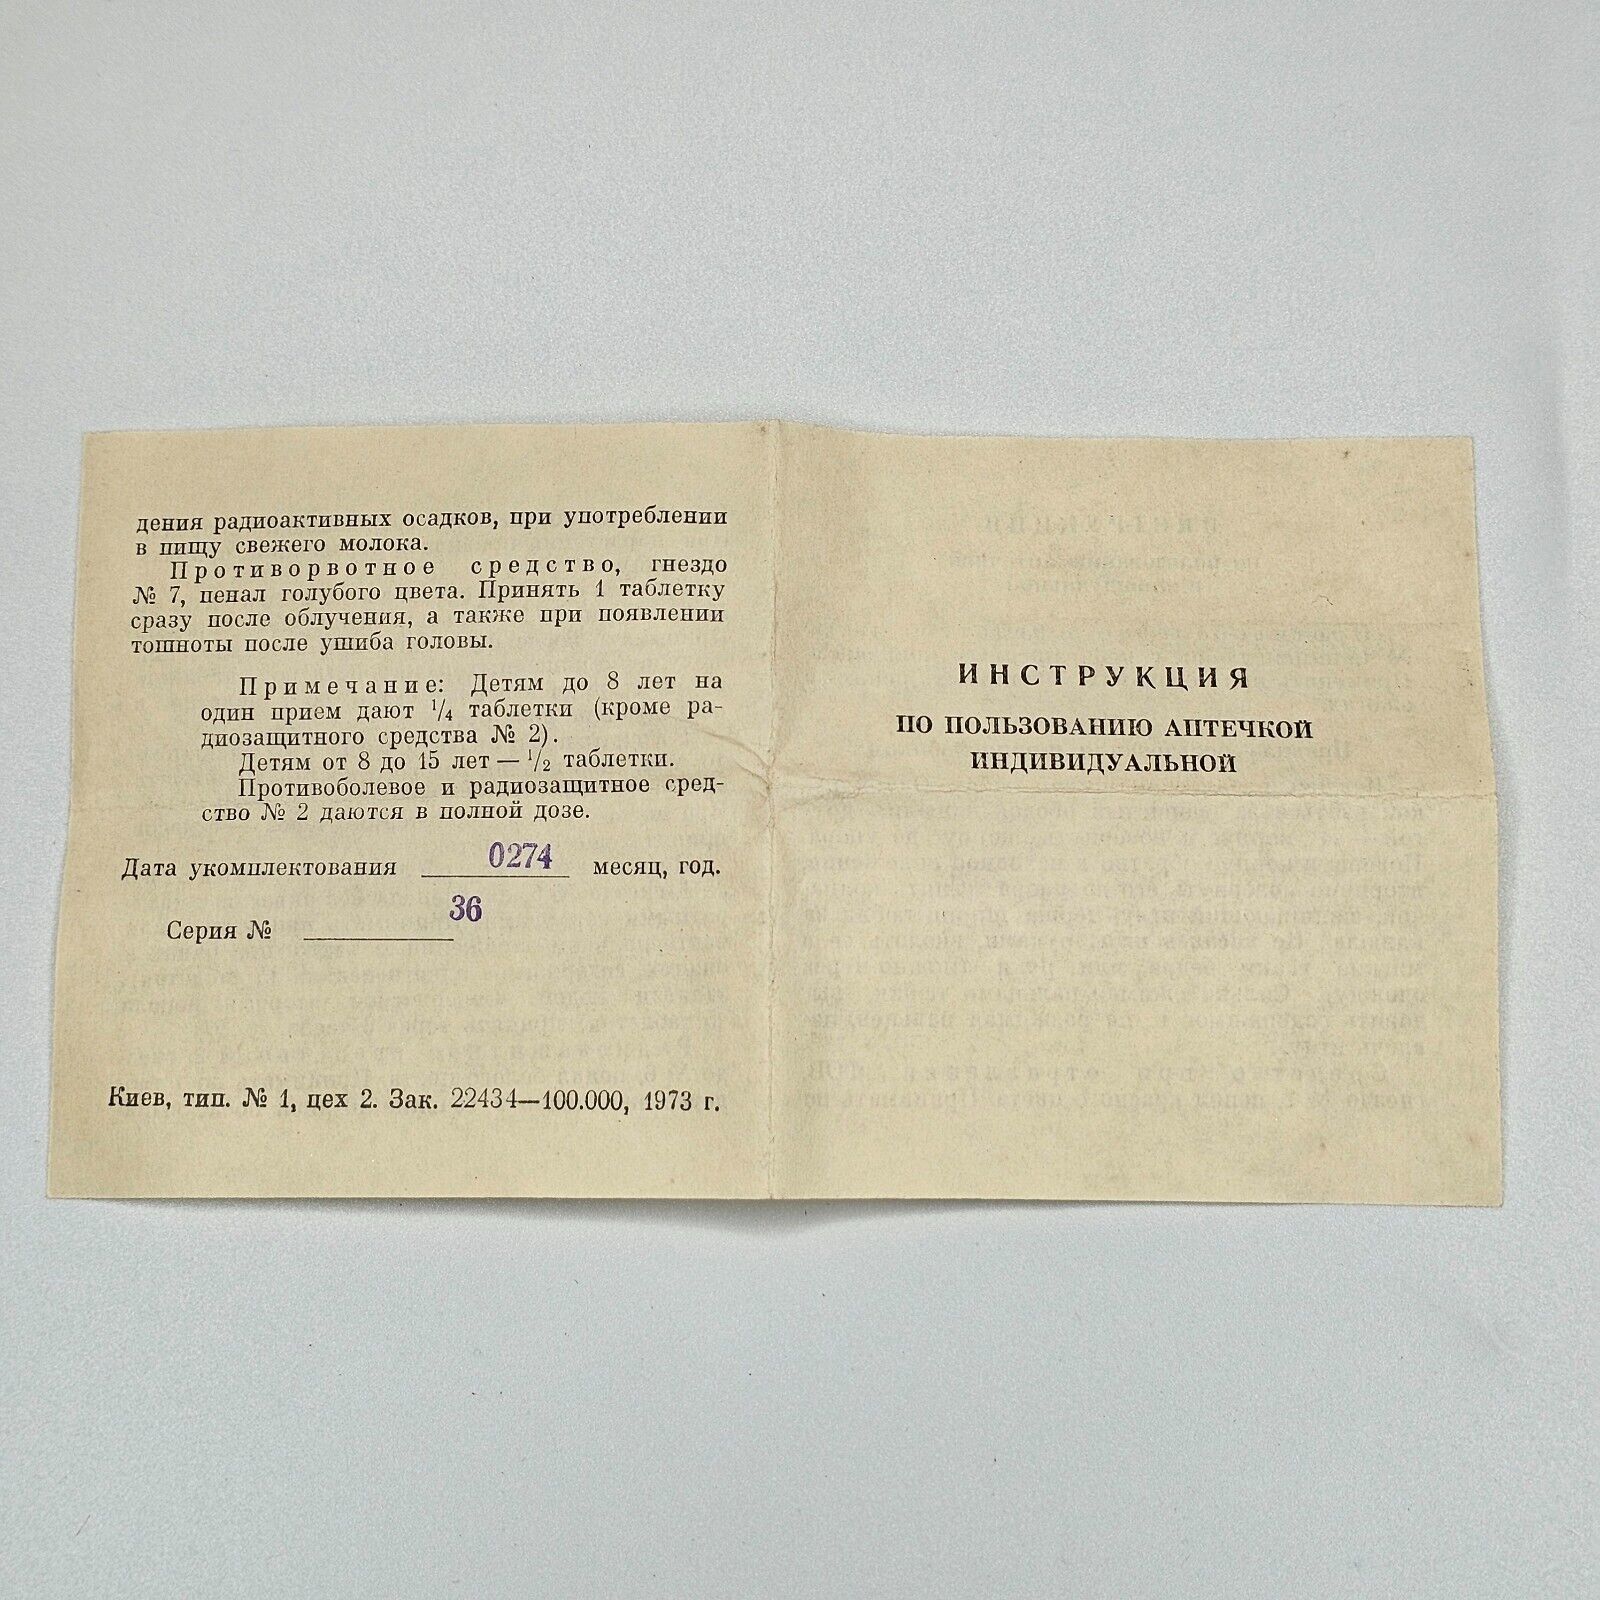 дения радиоактивных осадков, при употреблении
в пищу свежего молока.
Противорвотное средство, гнездо
№ 7, пенал голубого цвета. Принять 1 таблетку
сразу после облучения, а также при появлении
тошноты после ушиба головы.
Примечание: Детям до 8 лет на
один прием дают 1/4 таблетки (кроме ра-
диозащитного средства № 2).
Детям от 8 до 15 лет — 1/2 таблетки.
Противоболевое и радиозащитное сред-
ство № 2 даются в полной дозе.
Дата укомплектования 0274 месяц, год.
Серия № 36
Киев, тип. № 1, цех 2. Зак. 22434—100.000, 1973 г.
ИНСТРУКЦИЯ
ПО ПОЛЬЗОВАНИЮ АПТЕЧКОЙ
ИНДИВИДУАЛЬНОЙ